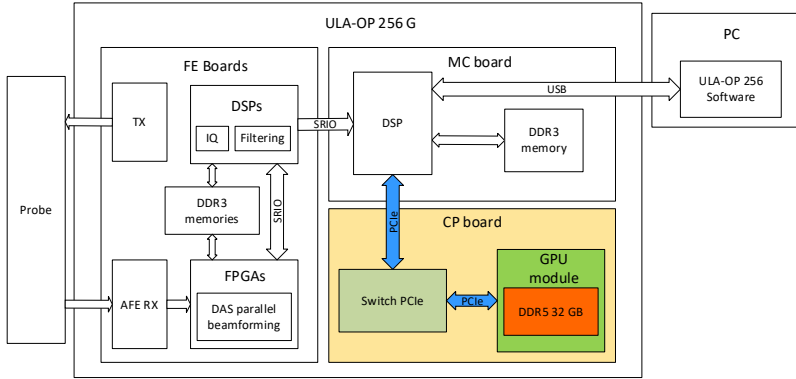 ULA-OP 256 G
PC
FE Boards
MC board
USB
ULA-OP 256
Software
Probe
TX
DSPs
IQ
Filtering
SRIO
DSP
DDR3
memory
DDR3
memories
SRIO
PCIe
CP board
FPGAs
DAS parallel
beamforming
AFE RX
Switch PCIe
PCIe
GPU
module
DDR5 32 GB